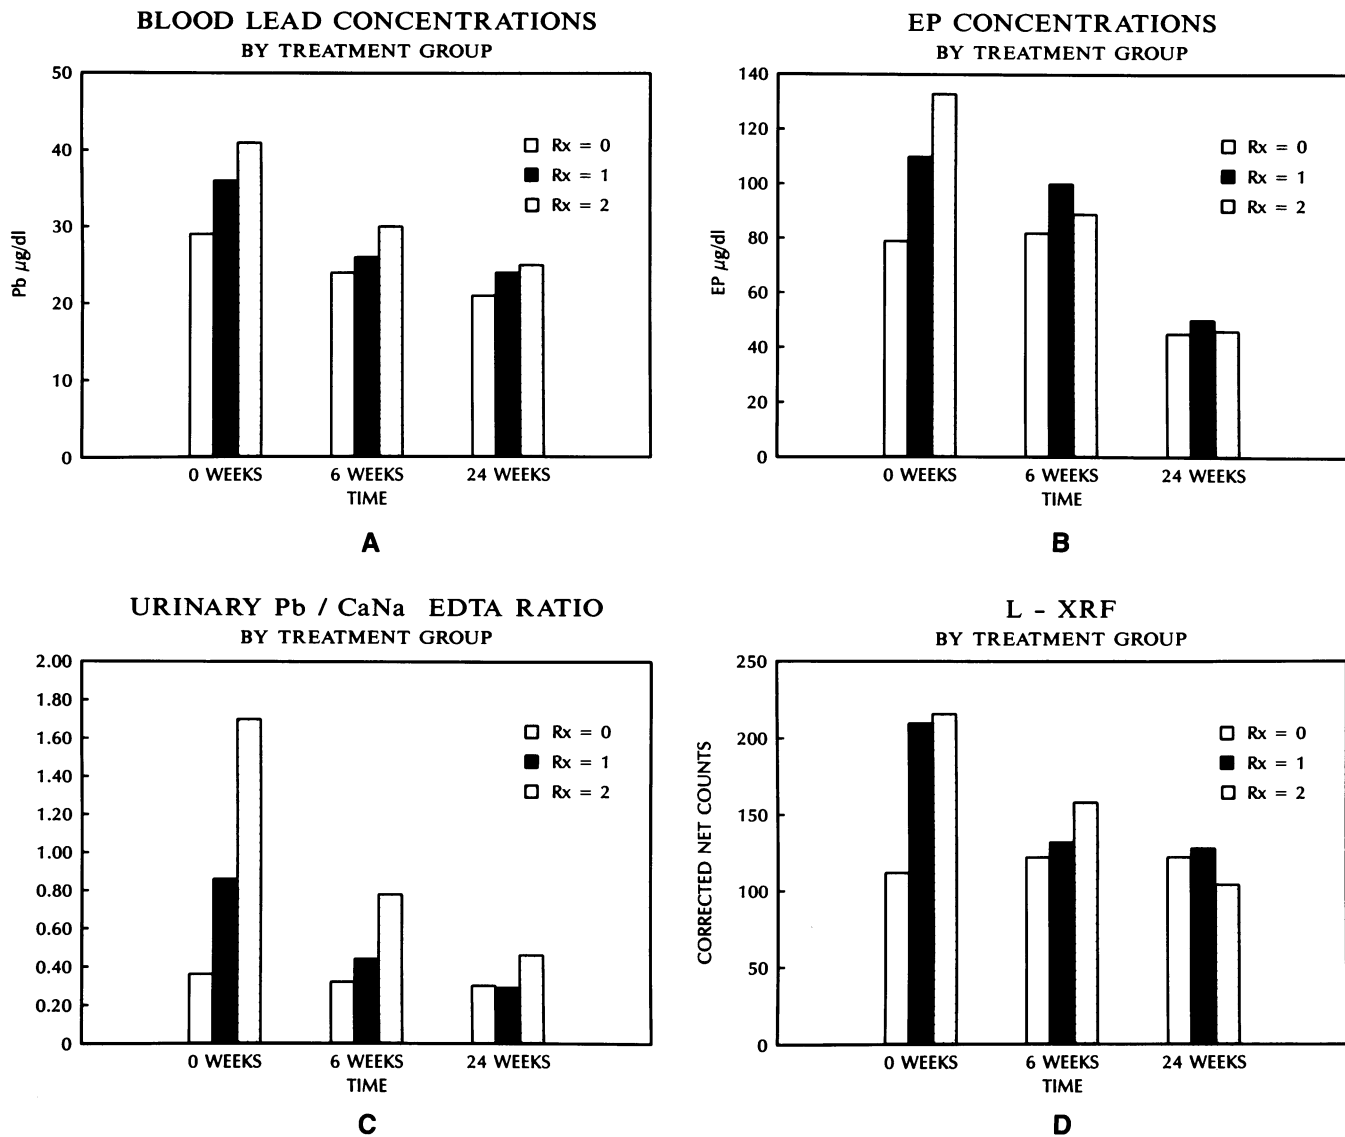 BLOOD LEAD CONCENTRATIONS
BY TREATMENT GROUP
50
40
30
20
10
0
Pb µg/dl
Rx = 0
Rx = 1
Rx = 2
0 WEEKS 6 WEEKS 24 WEEKS
TIME
A
EP CONCENTRATIONS
BY TREATMENT GROUP
140
120
100
80
60
40
20
0
EP µg/dl
Rx = 0
Rx = 1
Rx = 2
0 WEEKS 6 WEEKS 24 WEEKS
TIME
B
URINARY Pb / CaNa EDTA RATIO
BY TREATMENT GROUP
2.00
1.80
1.60
1.40
1.20
1.00
0.80
0.60
0.40
0.20
0
Rx = 0
Rx = 1
Rx = 2
0 WEEKS 6 WEEKS 24 WEEKS
TIME
C
L - XRF
BY TREATMENT GROUP
250
200
150
100
50
0
CORRECTED NET COUNTS
Rx = 0
Rx = 1
Rx = 2
0 WEEKS 6 WEEKS 24 WEEKS
TIME
D